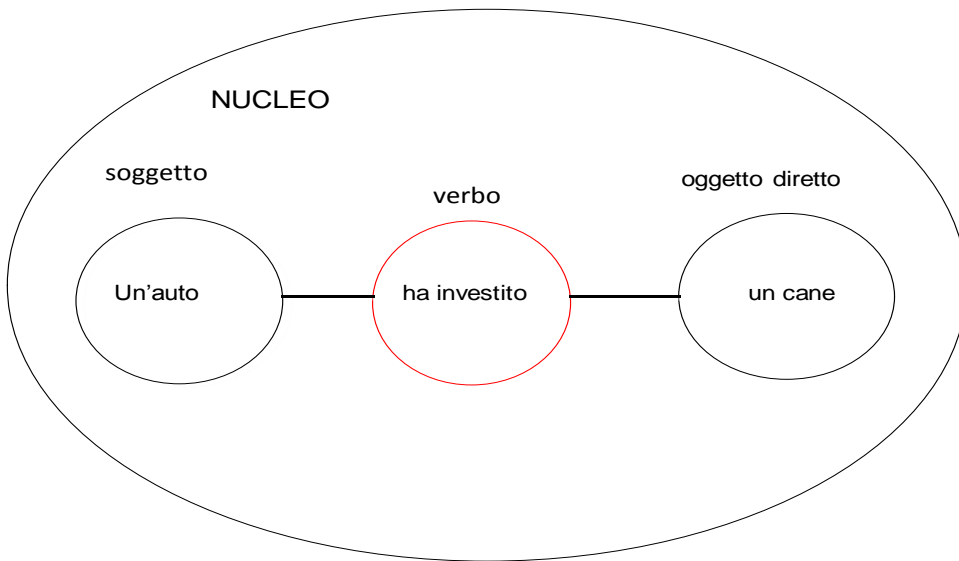 NUCLEO
soggetto
verbo
oggetto diretto
Un’auto
ha investito
un cane